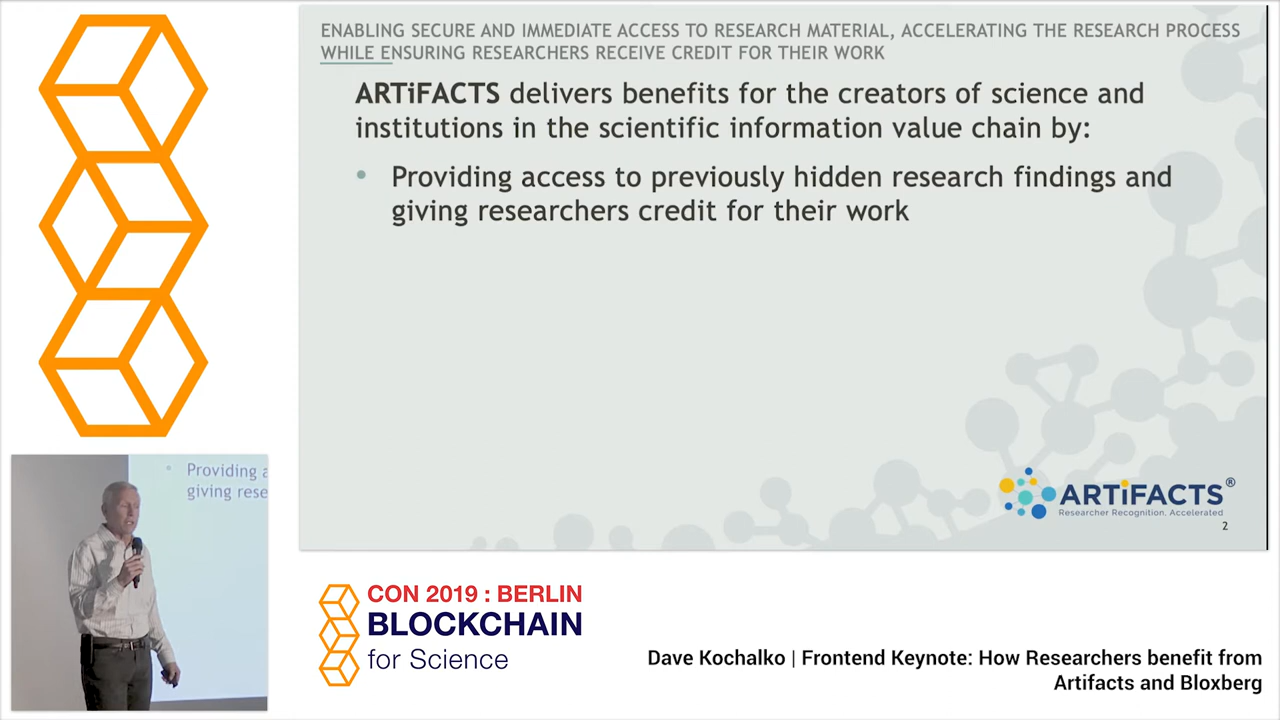 ENABLING SECURE AND IMMEDIATE ACCESS TO RESEARCH MATERIAL, ACCELERATING THE RESEARCH PROCESS
WHILE ENSURING RESEARCHERS RECEIVE CREDIT FOR THEIR WORK
ARTiFACTS delivers benefits for the creators of science and
institutions in the scientific information value chain by:
• Providing access to previously hidden research findings and
giving researchers credit for their work
ARTiFACTS®
Researcher Recognition. Accelerated
2
• Providing a
giving rese
CON 2019 : BERLIN
BLOCKCHAIN
for Science
Dave Kochalko | Frontend Keynote: How Researchers benefit from
Artifacts and Bloxberg